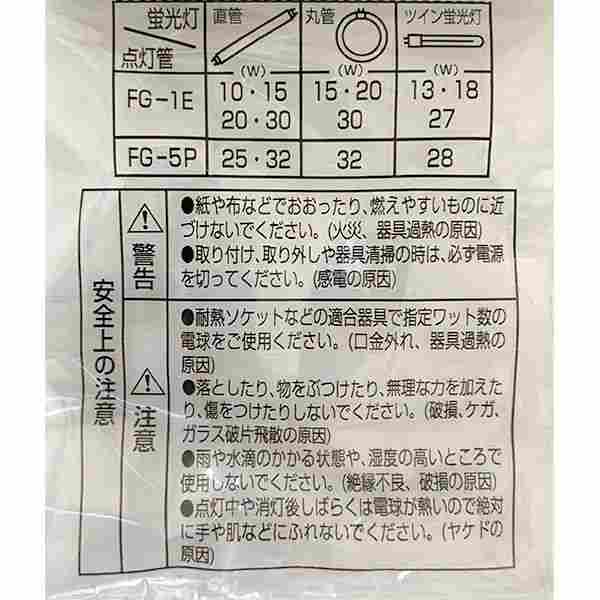 蛍光灯 直管 丸管 ツイン蛍光灯
点灯管 (W) (W) (W)
FG-1E 10・15 15・20 13・18
20・30 30 27
FG-5P 25・32 32 28
安全上の注意
警告
●紙や布などでおおったり、燃えやすいものに近
づけないでください。(火災、器具過熱の原因)
●取り付け、取り外しや器具清掃の時は、必ず電源
を切ってください。(感電の原因)
注意
●耐熱ソケットなどの適合器具で指定ワット数の
電球をご使用ください。(口金外れ、器具過熱の
原因)
●落としたり、物をぶつけたり、無理な力を加えた
り、傷をつけたりしないでください。(破損、ケガ、
ガラス破片飛散の原因)
●雨や水滴のかかる状態や、湿度の高いところで
使用しないでください。(絶縁不良、破損の原因)
●点灯中や消灯後しばらくは電球が熱いので絶対
に手や肌などにふれないでください。(ヤケドの
原因)